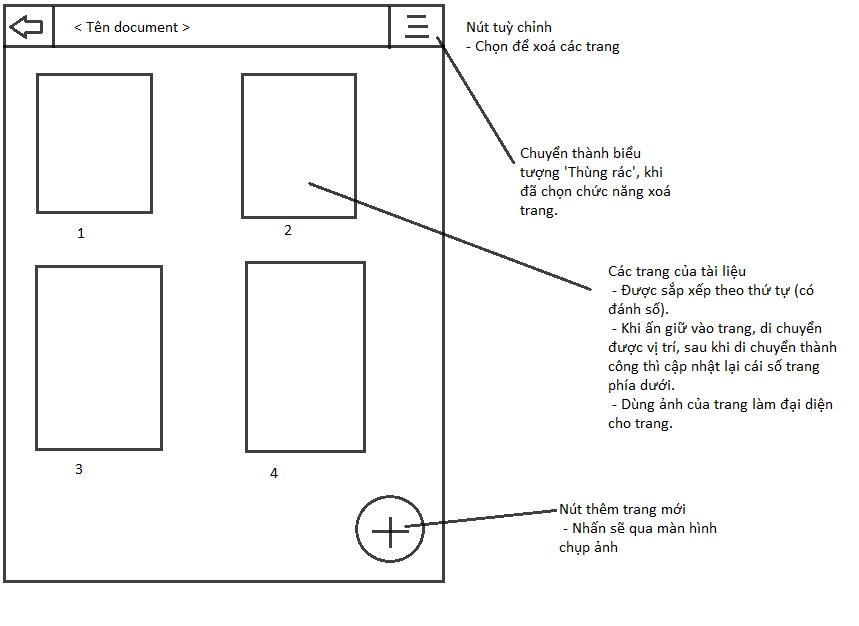 < Tên document >
Nút tuỳ chỉnh
- Chọn để xoá các trang
Chuyển thành biểu
tượng 'Thùng rác', khi
đã chọn chức năng xoá
trang.
1
2
Các trang của tài liệu
- Được sắp xếp theo thứ tự (có
đánh số).
- Khi ấn giữ vào trang, di chuyển
được vị trí, sau khi di chuyển thành
công thì cập nhật lại cái số trang
phía dưới.
- Dùng ảnh của trang làm đại diện
cho trang.
3
4
Nút thêm trang mới
- Nhấn sẽ qua màn hình
chụp ảnh